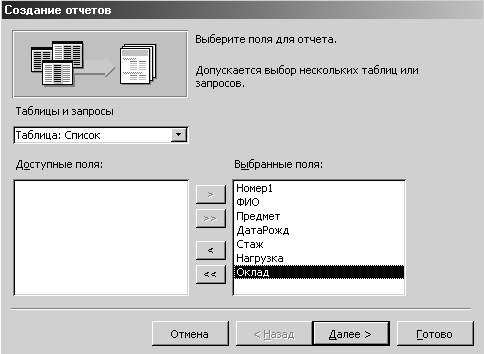 Создание отчетов
Выберите поля для отчета.
Допускается выбор нескольких таблиц или
запросов.
Таблицы и запросы
Таблица: Список
Доступные поля:
Выбранные поля:
>
>>
<
<<
Номер1
ФИО
Предмет
ДатаРожд
Стаж
Нагрузка
Оклад
Отмена
< Назад
Далее >
Готово